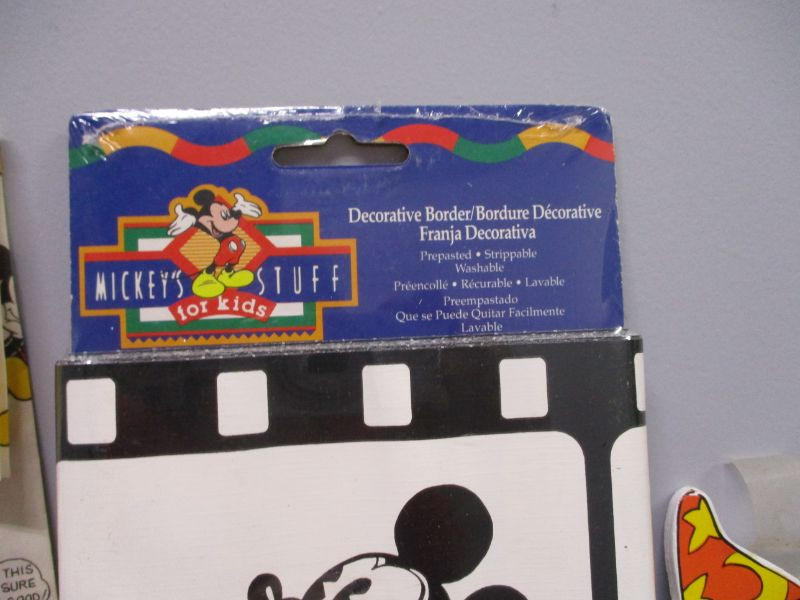 MICKEY'S STUFF
for kids
Decorative Border/Bordure Décorative
Franja Decorativa
Prepasted • Strippable
Washable
Préencollé • Récurable • Lavable
Preempastado
Que se Puede Quitar Facilmente
Lavable
THIS
SURE